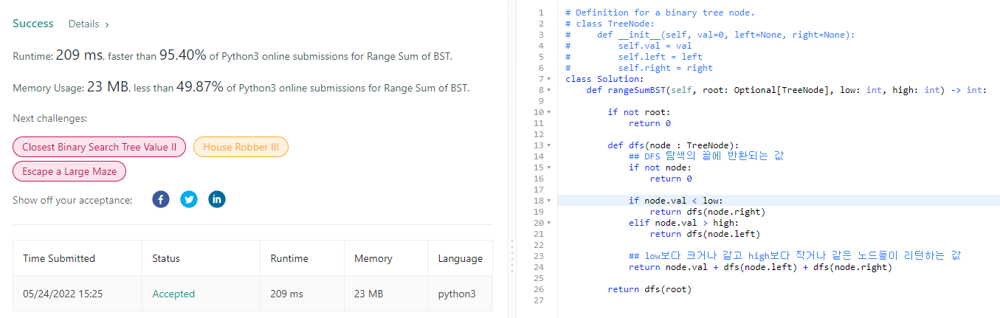 Success Details >
Runtime: 209 ms, faster than 95.40% of Python3 online submissions for Range Sum of BST.
Memory Usage: 23 MB, less than 49.87% of Python3 online submissions for Range Sum of BST.
Next challenges:
Closest Binary Search Tree Value II House Robber III
Escape a Large Maze
Show off your acceptance:
Time Submitted Status Runtime Memory Language
05/24/2022 15:25 Accepted 209 ms 23 MB python3
1 # Definition for a binary tree node.
2 # class TreeNode:
3 #     def __init__(self, val=0, left=None, right=None):
4 #         self.val = val
5 #         self.left = left
6 #         self.right = right
7 class Solution:
8     def rangeSumBST(self, root: Optional[TreeNode], low: int, high: int) -> int:
9
10         if not root:
11             return 0
12
13         def dfs(node : TreeNode):
14             ## DFS 탐색의 끝에 반환되는 값
15             if not node:
16                 return 0
17
18             if node.val < low:
19                 return dfs(node.right)
20             elif node.val > high:
21                 return dfs(node.left)
22
23             ## low보다 크거나 같고 high보다 작거나 같은 노드들이 리턴하는 값
24             return node.val + dfs(node.left) + dfs(node.right)
25
26         return dfs(root)
27